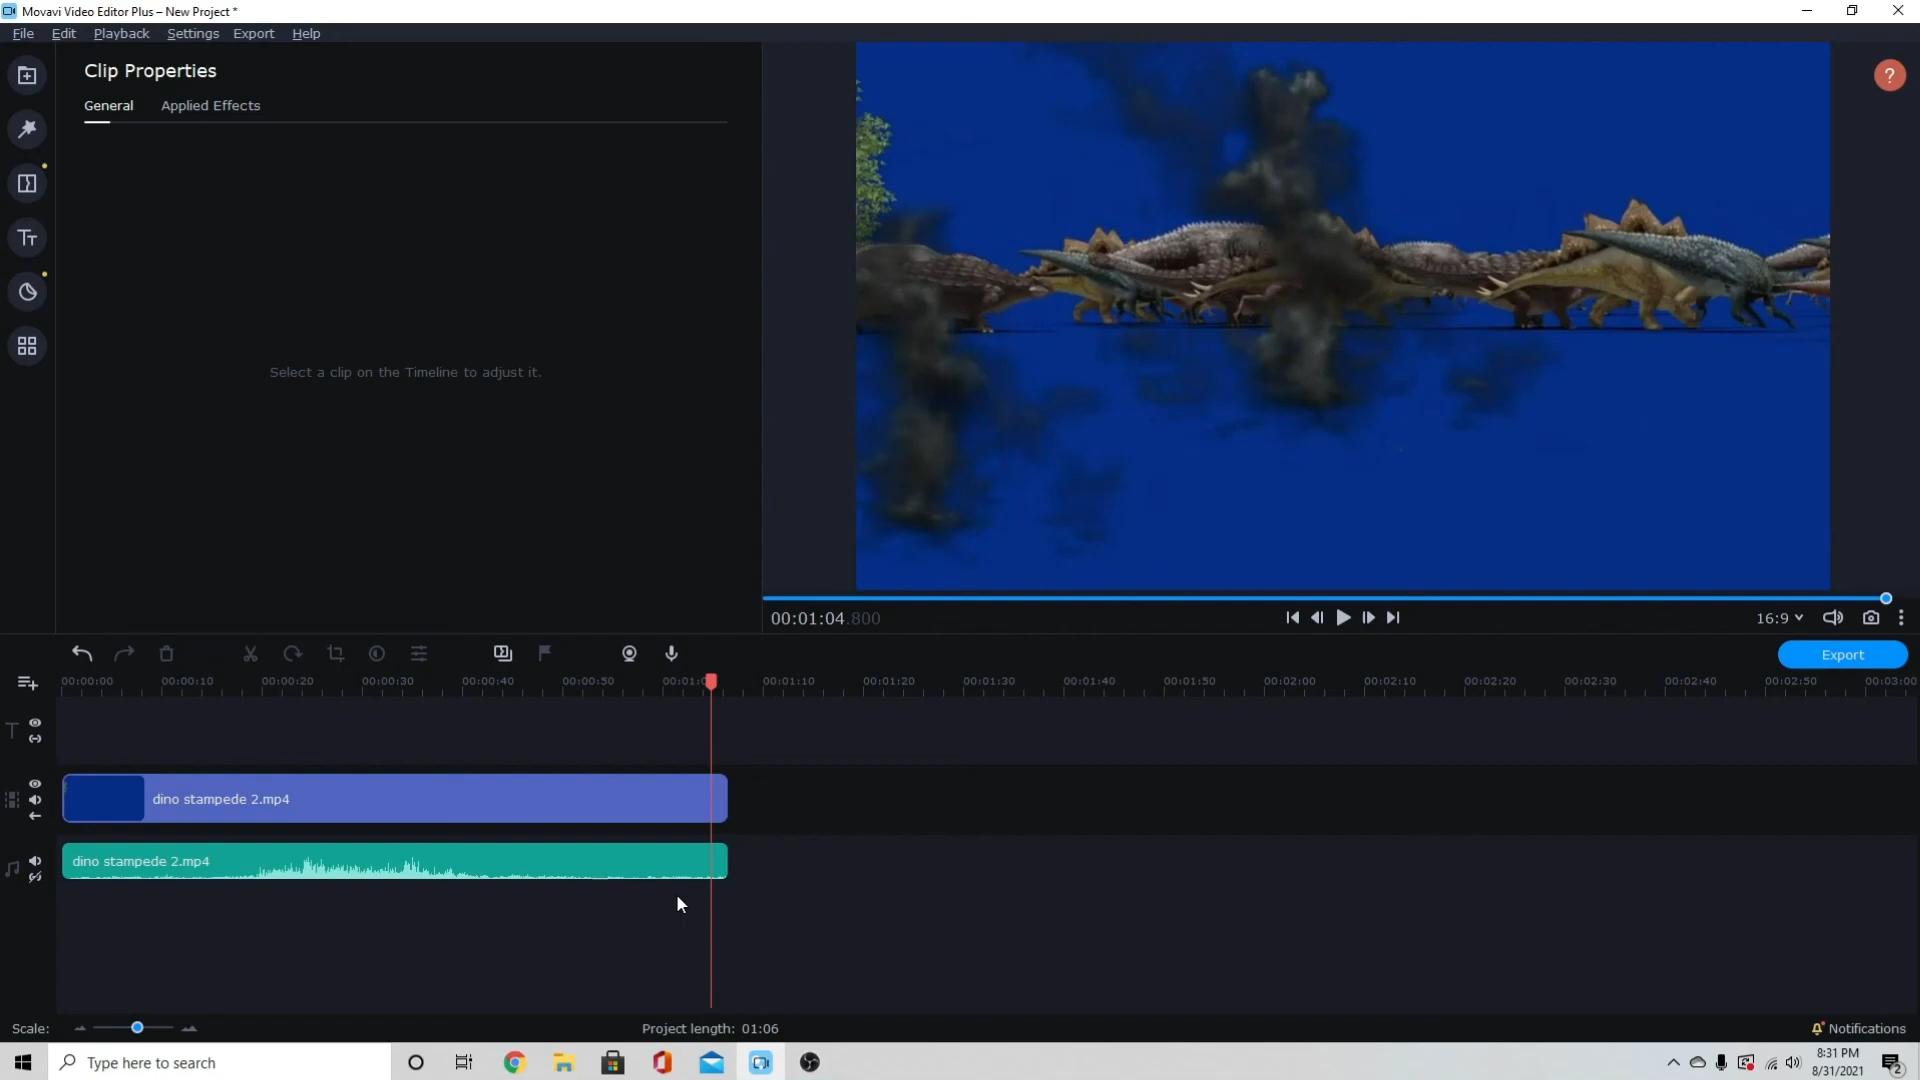 Movavi Video Editor Plus – New Project *
File Edit Playback Settings Export Help
Clip Properties
General Applied Effects
Select a clip on the Timeline to adjust it.
?
00:01:04.800
16:9
Export
00:00:00 00:00:10 00:00:20 00:00:30 00:00:40 00:00:50 00:01:0 00:01:10 00:01:20 00:01:30 00:01:40 00:01:50 00:02:00 00:02:10 00:02:20 00:02:30 00:02:40 00:02:50 00:03:00
dino stampede 2.mp4
dino stampede 2.mp4
Scale:
Project length: 01:06
Notifications
Type here to search
8:31 PM
8/31/2021
2